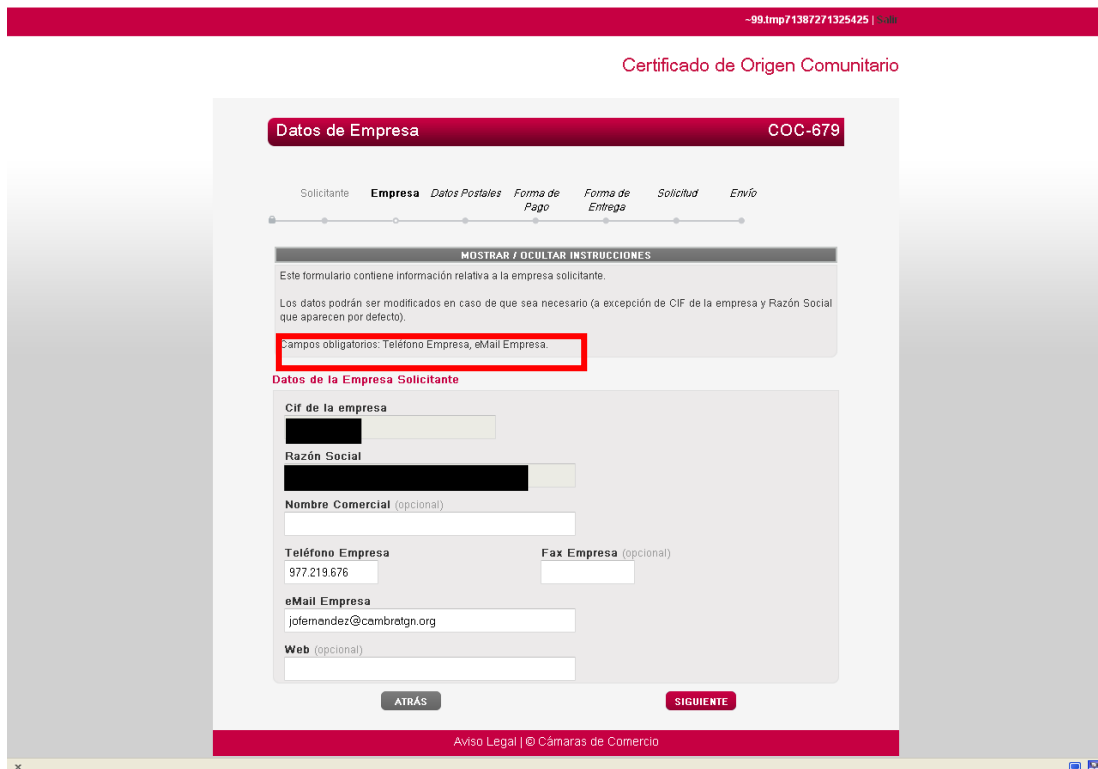 ~99.tmp71387271325425 | Salir
Certificado de Origen Comunitario
Datos de Empresa COC-679
Solicitante Empresa Datos Postales Forma de Pago Forma de Entrega Solicitud Envío
MOSTRAR / OCULTAR INSTRUCCIONES
Este formulario contiene información relativa a la empresa solicitante.
Los datos podrán ser modificados en caso de que sea necesario (a excepción de CIF de la empresa y Razón Social
que aparecen por defecto).
Campos obligatorios: Teléfono Empresa, eMail Empresa.
Datos de la Empresa Solicitante
Cif de la empresa
Razón Social
Nombre Comercial (opcional)
Teléfono Empresa Fax Empresa (opcional)
977.219.676
eMail Empresa
jofernandez@cambratgn.org
Web (opcional)
ATRÁS SIGUIENTE
Aviso Legal | © Cámaras de Comercio